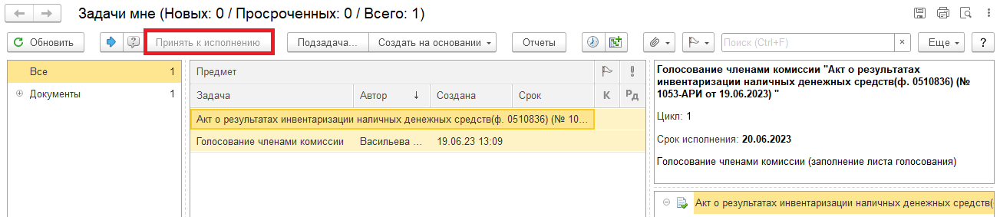 Задачи мне (Новых: 0 / Просроченных: 0 / Всего: 1)
Обновить Принять к исполнению Подзадача... Создать на основании Отчеты Поиск (Ctrl+F) × Еще ?
Все 1
Документы 1
Предмет
Задача Автор ↓ Создана Срок К Рд
Акт о результатах инвентаризации наличных денежных средств(ф. 0510836) (№ 10...
Голосование членами комиссии Васильева ... 19.06.23 13:09
Голосование членами комиссии "Акт о результатах
инвентаризации наличных денежных средств(ф. 0510836) (№
1053-АРИ от 19.06.2023) "
Цикл: 1
Срок исполнения: 20.06.2023
Голосование членами комиссии (заполнение листа голосования)
Акт о результатах инвентаризации наличных денежных средств(